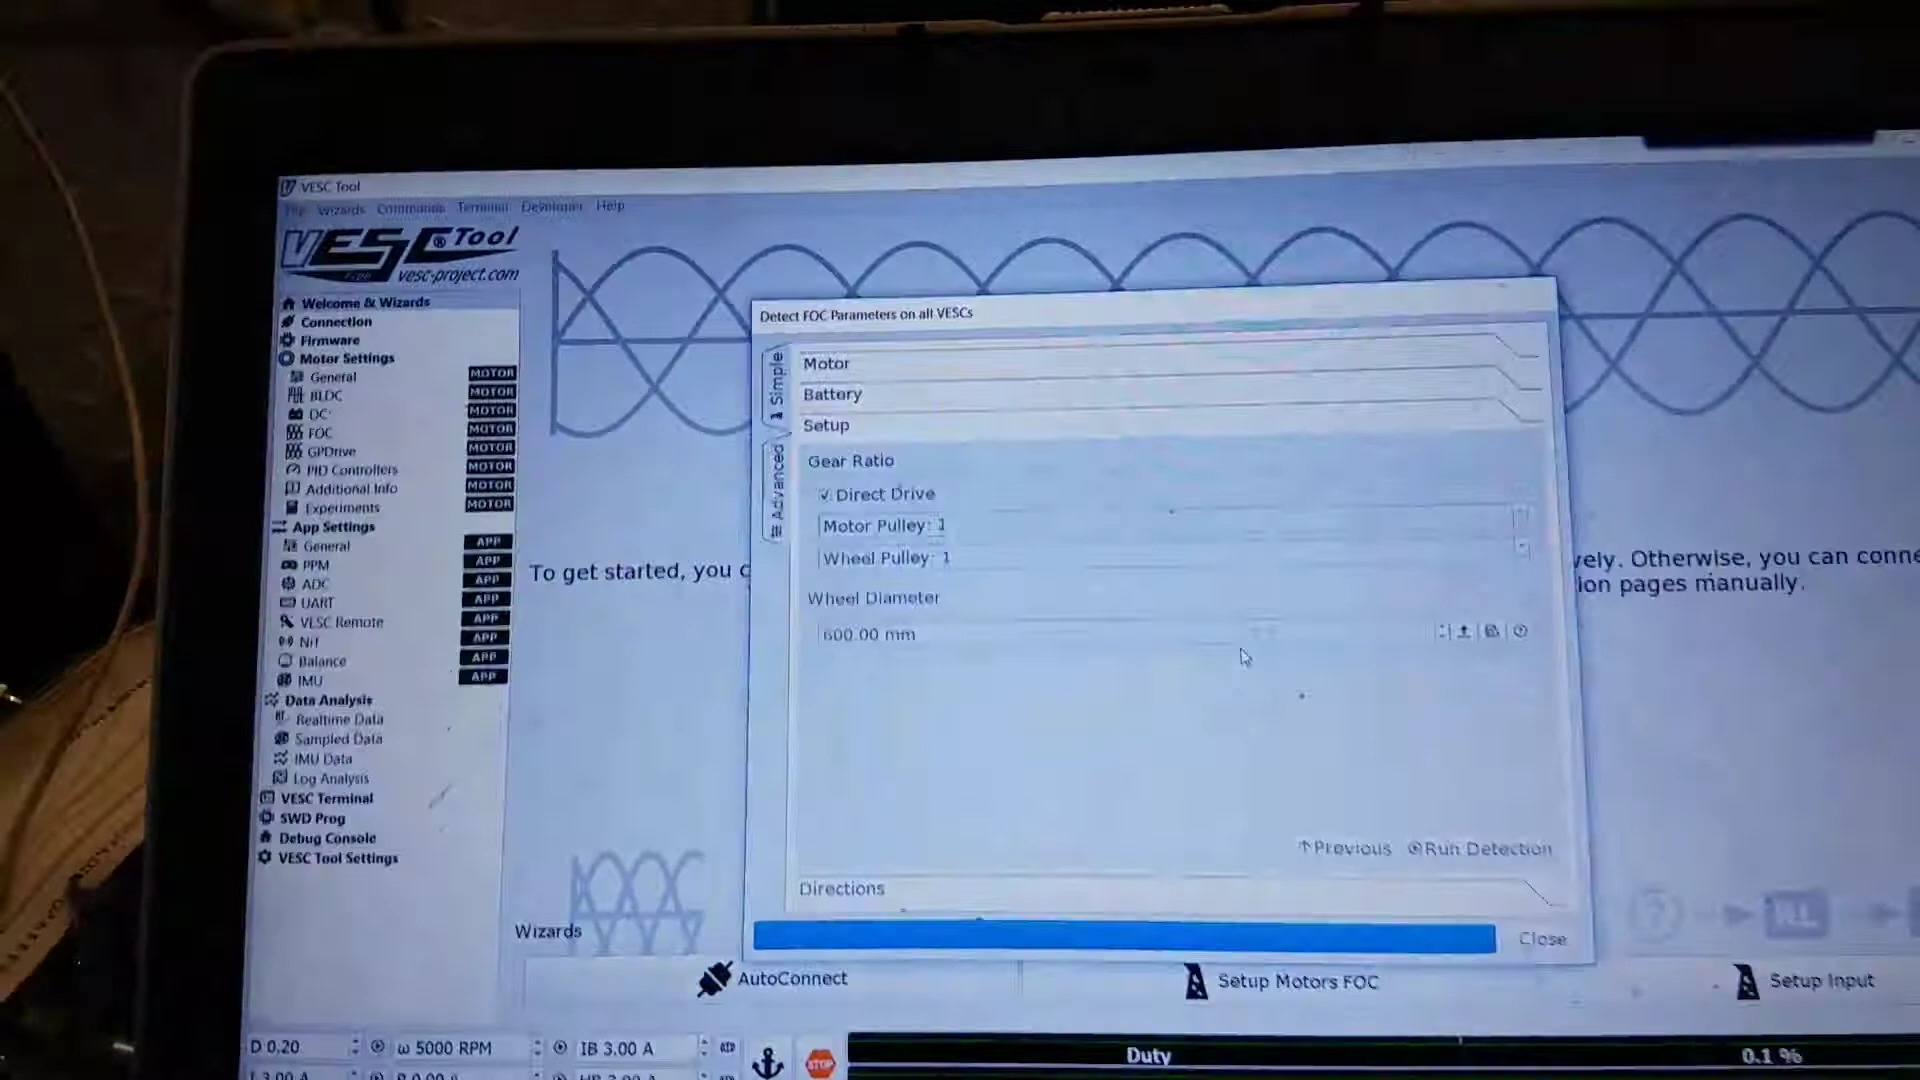 VESC Tool
File Wizards Commands Terminal Developer Help
VESC® Tool
vesc-project.com
Welcome & Wizards
Connection
Firmware
Motor Settings
General MOTOR
BLDC MOTOR
DC MOTOR
FOC MOTOR
GPDrive MOTOR
PID Controllers MOTOR
Additional Info MOTOR
Experiments MOTOR
App Settings
General APP
PPM APP
ADC APP
UART APP
VESC Remote APP
Nrf APP
Balance APP
IMU APP
Data Analysis
Realtime Data
Sampled Data
IMU Data
Log Analysis
VESC Terminal
SWD Prog
Debug Console
VESC Tool Settings
Detect FOC Parameters on all VESCs
Simple
Advanced
Motor
Battery
Setup
Gear Ratio
Direct Drive
Motor Pulley: 1
Wheel Pulley: 1
Wheel Diameter
600.00 mm
Previous Run Detection
Directions
Close
To get started, you
vely. Otherwise, you can conne
ion pages manually.
Wizards
AutoConnect
Setup Motors FOC
Setup Input
D 0.20
ω 5000 RPM
IB 3.00 A
STOP
Duty
0.1 %